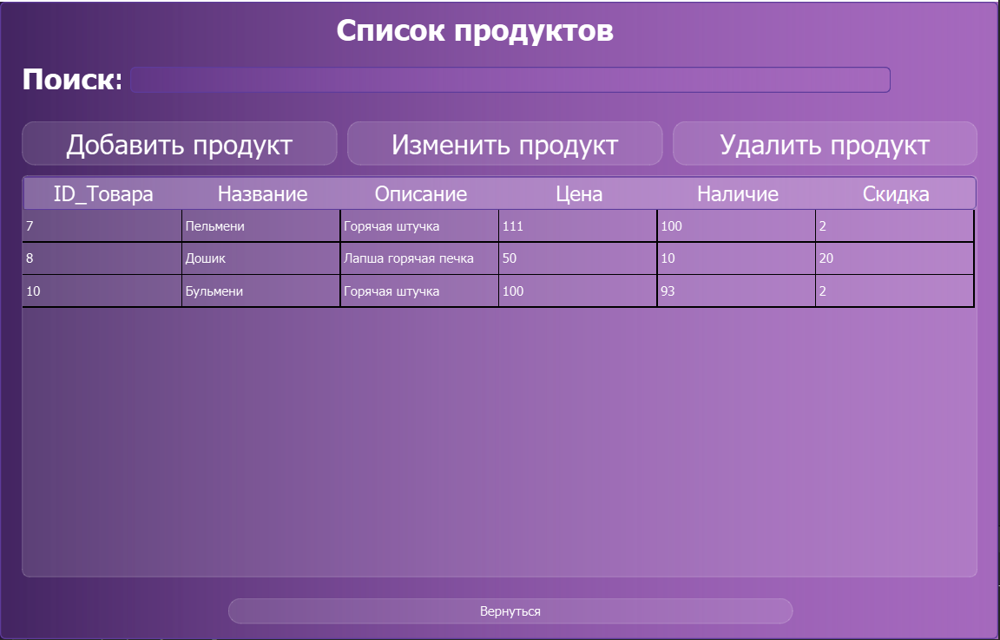 Список продуктов
Поиск:
Добавить продукт Изменить продукт Удалить продукт
ID_Товара Название Описание Цена Наличие Скидка
7 Пельмени Горячая штучка 111 100 2
8 Дошик Лапша горячая печка 50 10 20
10 Бульмени Горячая штучка 100 93 2
Вернуться